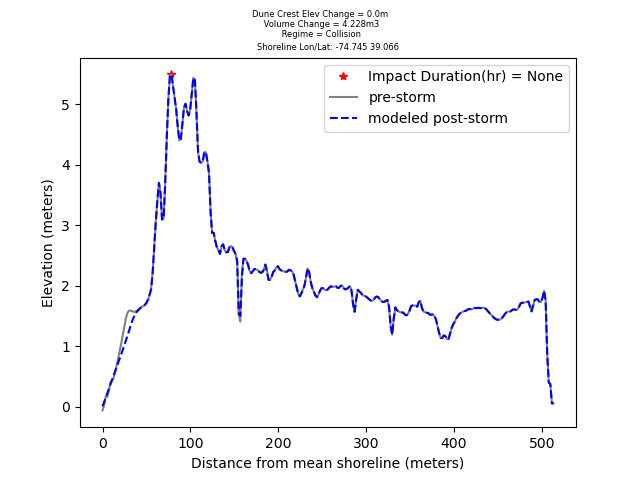 Dune Crest Elev Change = 0.0m
Volume Change = 4.228m3
Regime = Collision
Shoreline Lon/Lat: -74.745 39.066
Impact Duration(hr) = None
pre-storm
modeled post-storm
Elevation (meters)
5
4
3
2
1
0
0 100 200 300 400 500
Distance from mean shoreline (meters)